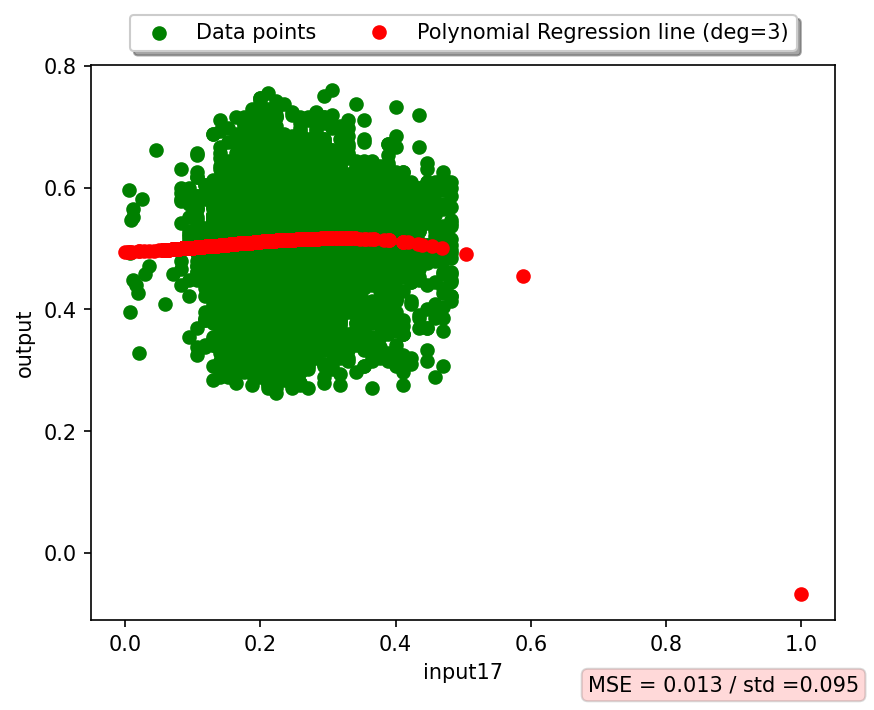 Data points Polynomial Regression line (deg=3)
0.8
0.6
0.4
0.2
0.0
output
0.0 0.2 0.4 0.6 0.8 1.0
input17
MSE = 0.013 / std =0.095